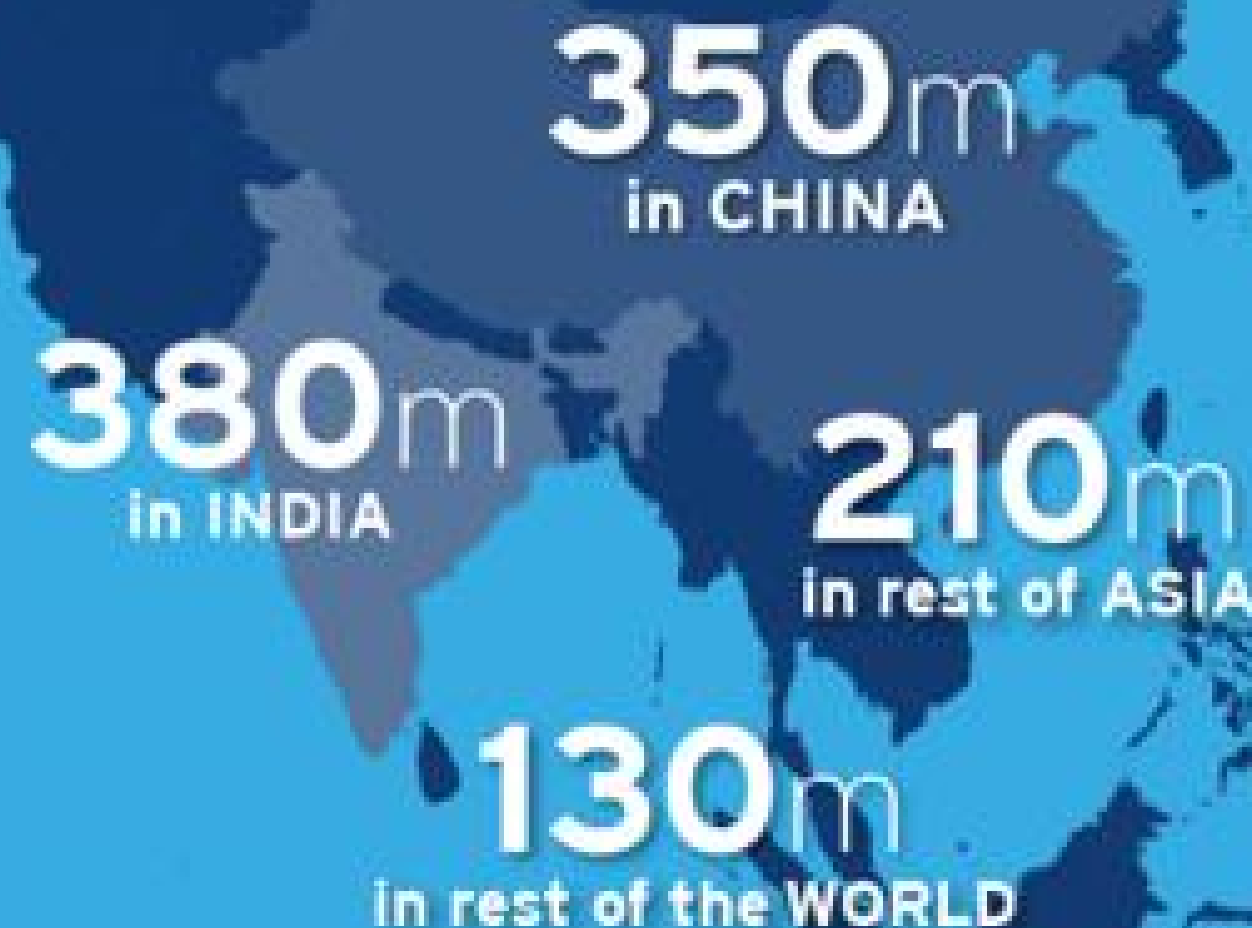 350m
in CHINA
380m
in INDIA
210m
in rest of ASIA
130m
in rest of the WORLD